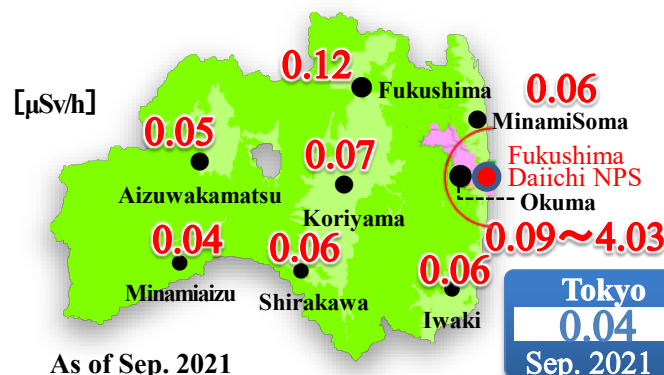 0.12
Fukushima
[μSv/h]
0.06
MinamiSoma
0.05
Aizuwakamatsu
0.07
Koriyama
Fukushima
Daiichi NPS
Okuma
0.09～4.03
0.04
Minamiaizu
0.06
Shirakawa
0.06
Iwaki
Tokyo
0.04
Sep. 2021
As of Sep. 2021